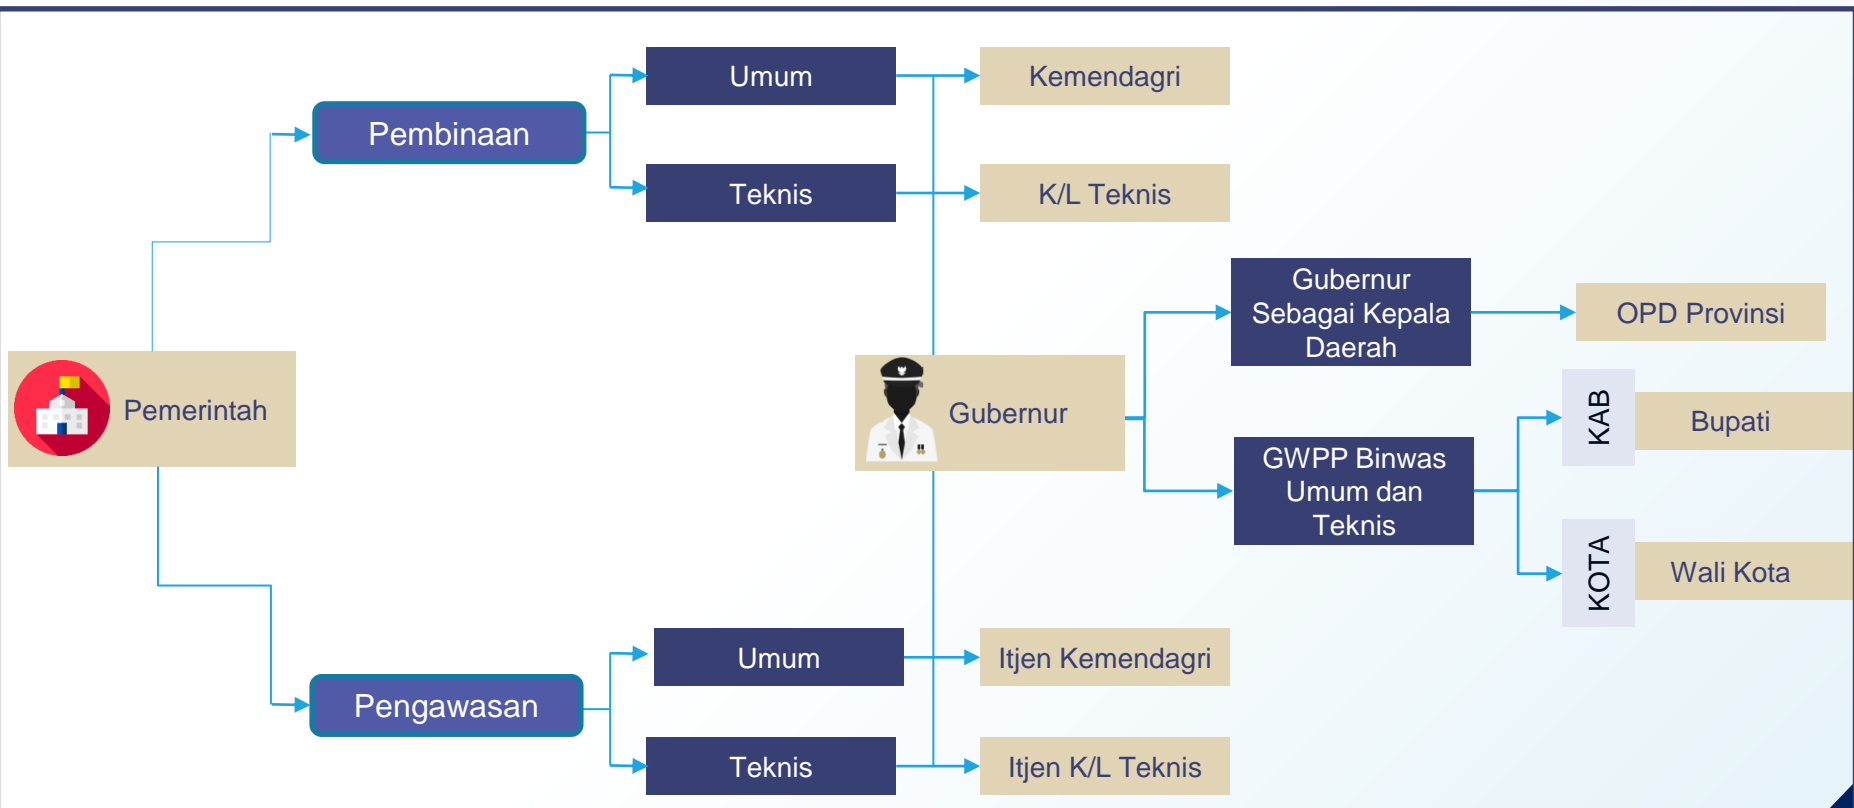 Umum
Kemendagri
Pembinaan
Teknis
K/L Teknis
Gubernur
Sebagai Kepala
Daerah
OPD Provinsi
Pemerintah
Gubernur
KAB
Bupati
GWPP Binwas
Umum dan
Teknis
KOTA
Wali Kota
Umum
Itjen Kemendagri
Pengawasan
Teknis
Itjen K/L Teknis